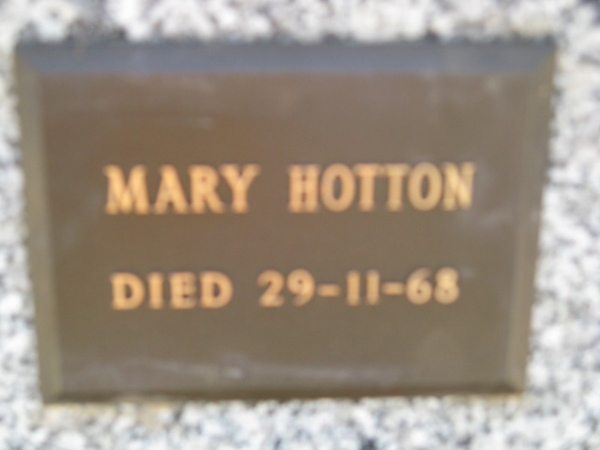 MARY HOTTON
DIED 29-11-68